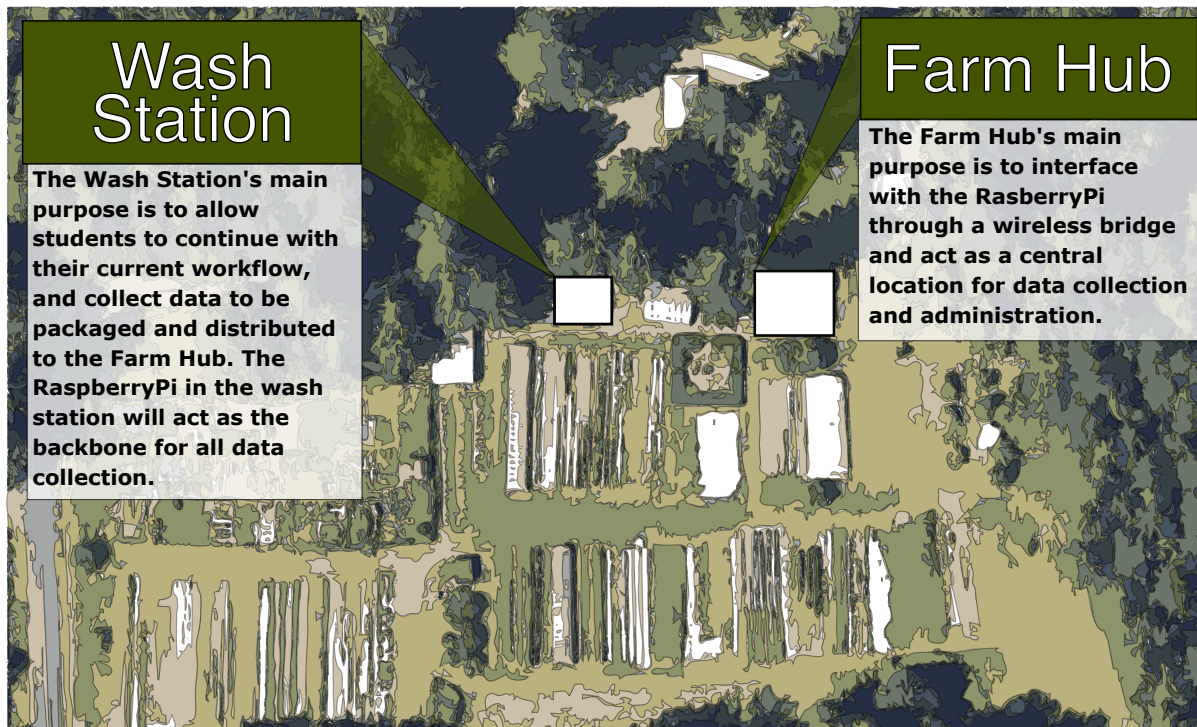 Wash
Station
The Wash Station's main
purpose is to allow
students to continue with
their current workflow,
and collect data to be
packaged and distributed
to the Farm Hub. The
RaspberryPi in the wash
station will act as the
backbone for all data
collection.
Farm Hub
The Farm Hub's main
purpose is to interface
with the RasberryPi
through a wireless bridge
and act as a central
location for data collection
and administration.